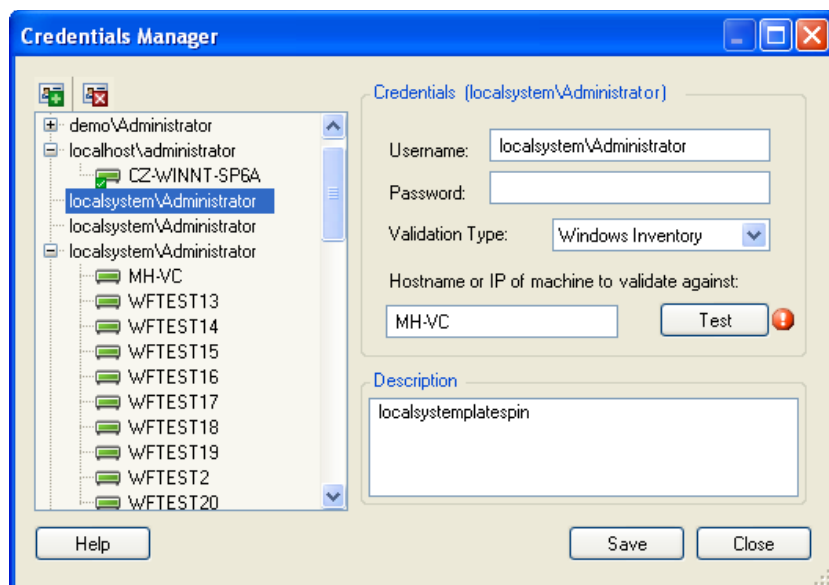 Credentials Manager
demo\Administrator
localhost\administrator
CZ-WINNT-SP6A
localsystem\Administrator
localsystem\Administrator
localsystem\Administrator
MH-VC
WFTEST13
WFTEST14
WFTEST15
WFTEST16
WFTEST17
WFTEST18
WFTEST19
WFTEST2
WFTEST20
Credentials (localsystem\Administrator)
Username: localsystem\Administrator
Password:
Validation Type: Windows Inventory
Hostname or IP of machine to validate against:
MH-VC Test
Description
localsystemplatespin
Help Save Close